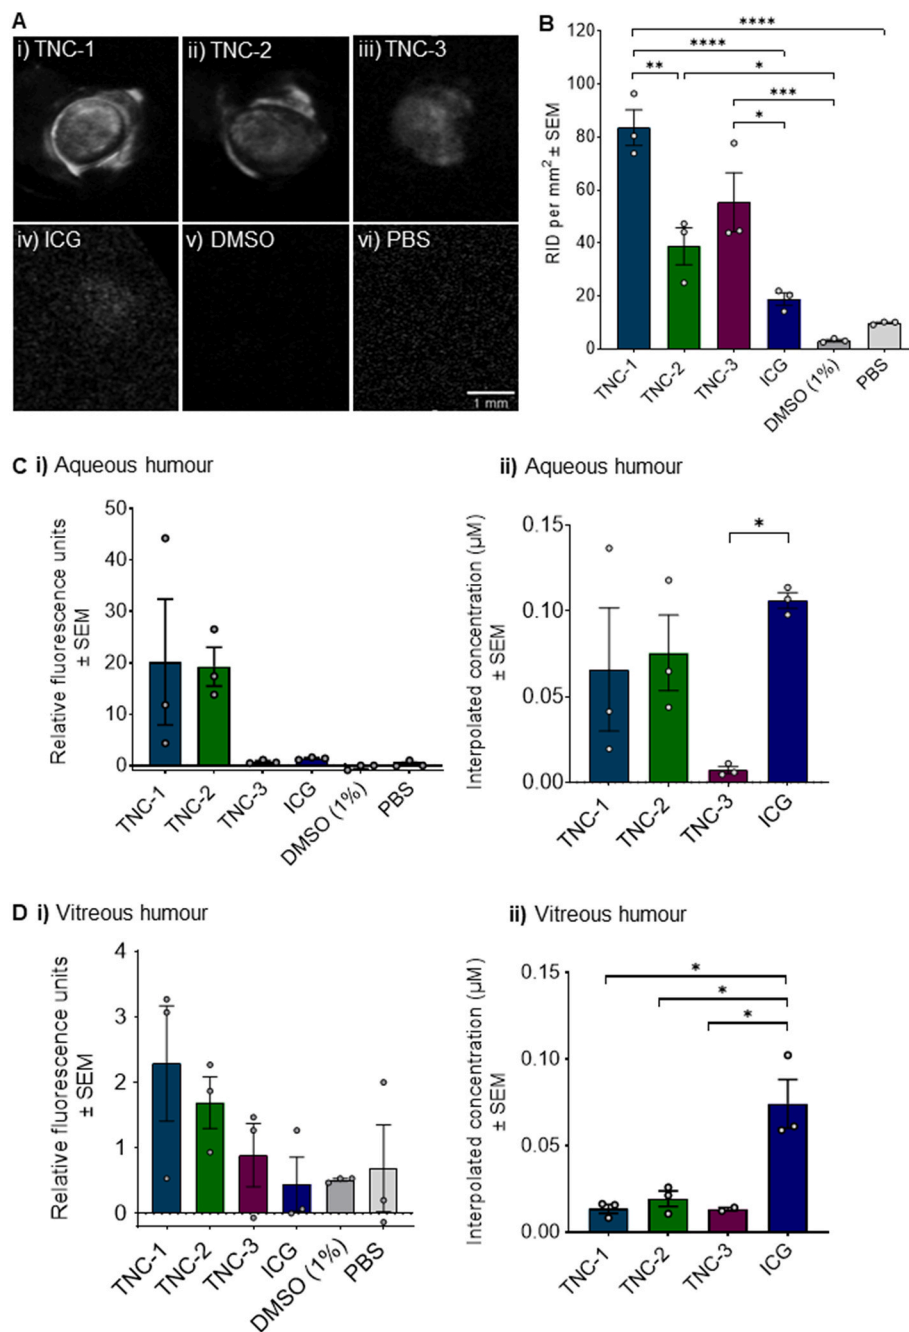 A
i) TNC-1
ii) TNC-2
iii) TNC-3
iv) ICG
v) DMSO
vi) PBS
1 mm
B
****
****
**
*
***
*
RID per mm² ± SEM
120
100
80
60
40
20
0
TNC-1
TNC-2
TNC-3
ICG
DMSO (1%)
PBS
C i) Aqueous humour
Relative fluorescence units
± SEM
50
40
30
20
10
0
TNC-1
TNC-2
TNC-3
ICG
DMSO (1%)
PBS
ii) Aqueous humour
Interpolated concentration (µM)
± SEM
0.15
0.10
0.05
0.00
*
TNC-1
TNC-2
TNC-3
ICG
D i) Vitreous humour
Relative fluorescence units
± SEM
4
3
2
1
0
TNC-1
TNC-2
TNC-3
ICG
DMSO (1%)
PBS
ii) Vitreous humour
Interpolated concentration (µM)
± SEM
0.15
0.10
0.05
0.00
*
*
*
TNC-1
TNC-2
TNC-3
ICG